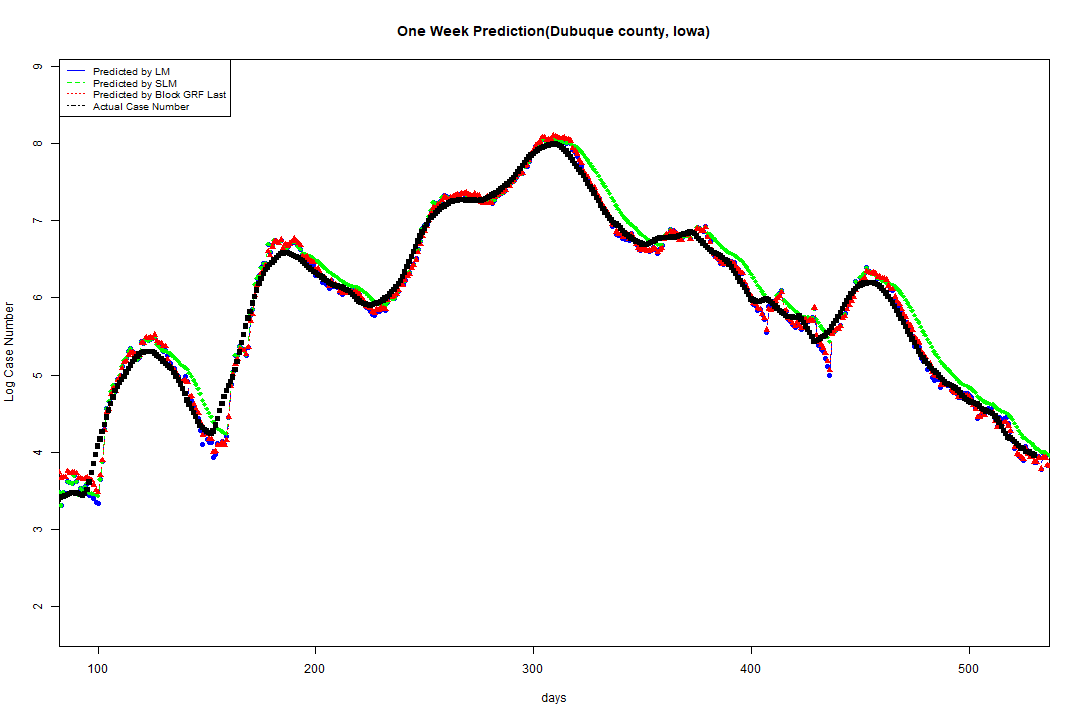 One Week Prediction(Dubuque county, Iowa)
Predicted by LM
Predicted by SLM
Predicted by Block GRF Last
Actual Case Number
Log Case Number
9
8
7
6
5
4
3
2
100 200 300 400 500
days